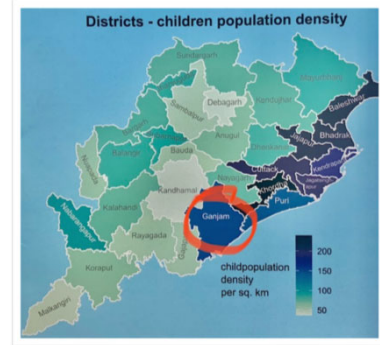 Districts - children population density
Sundargarh
Mayurbhanj
Baleshwar
Debagarh
Kendujhar
Sambalpur
Bhadrak
Jajapur
Anugul
Dhenkanal
Balangir
Bauda
Cuttack
Kendrapara
Nuapada
Nayagarh
Khordha
Kandhamal
Puri
Ganjam
Kalahandi
Nabarangapur
Rayagada
Koraput
Malkangiri
childpopulation
density
per sq. km
200
150
100
50